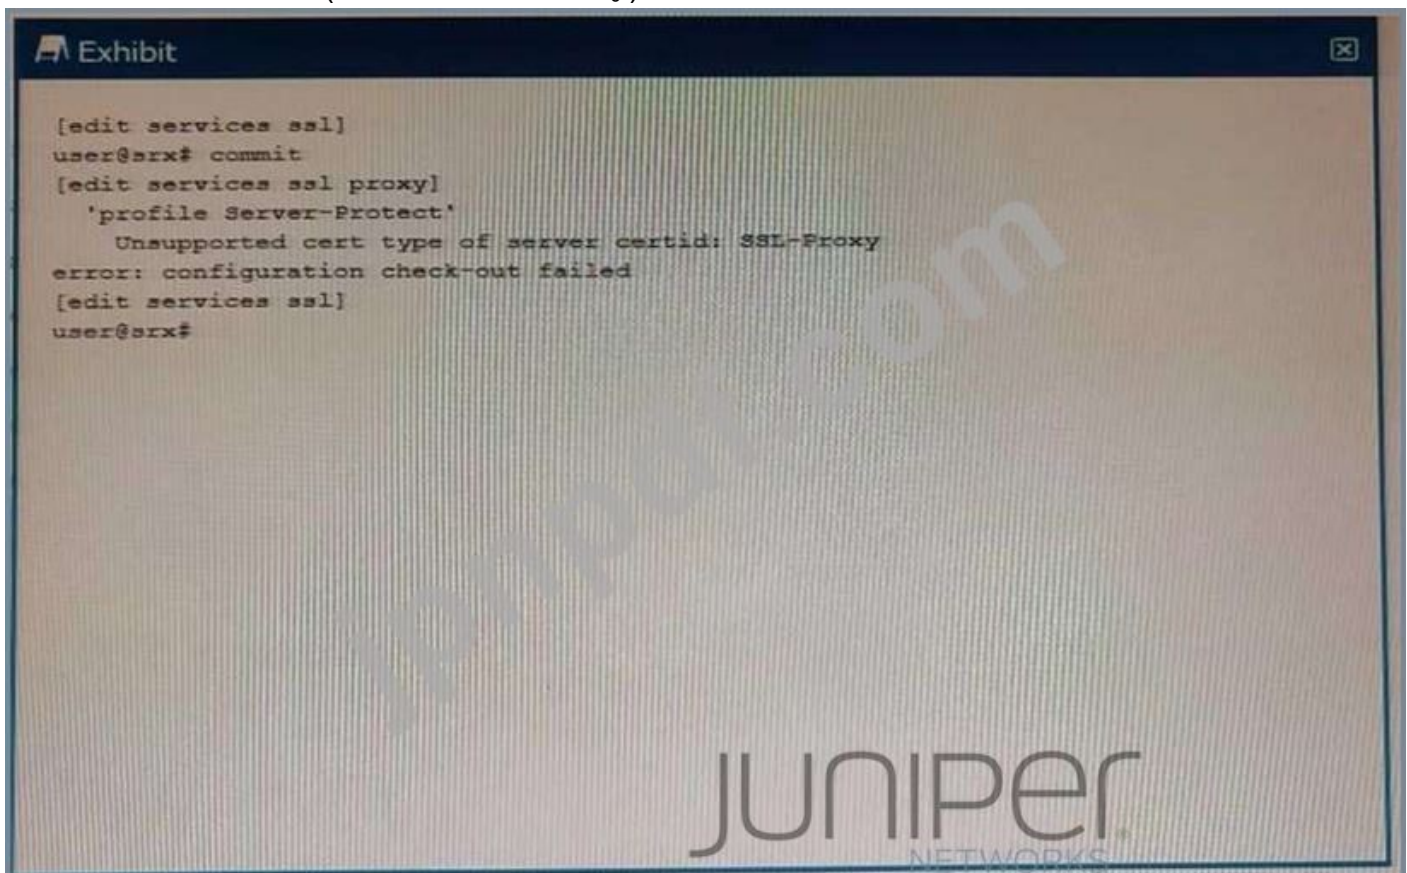 Exhibit
[edit services ssl]
user@srx# commit
[edit services ssl proxy]
'profile Server-Protect'
Unsupported cert type of server certid: SSL-Proxy
error: configuration check-out failed
[edit services ssl]
user@srx#
JUNIPER
NETWORKS